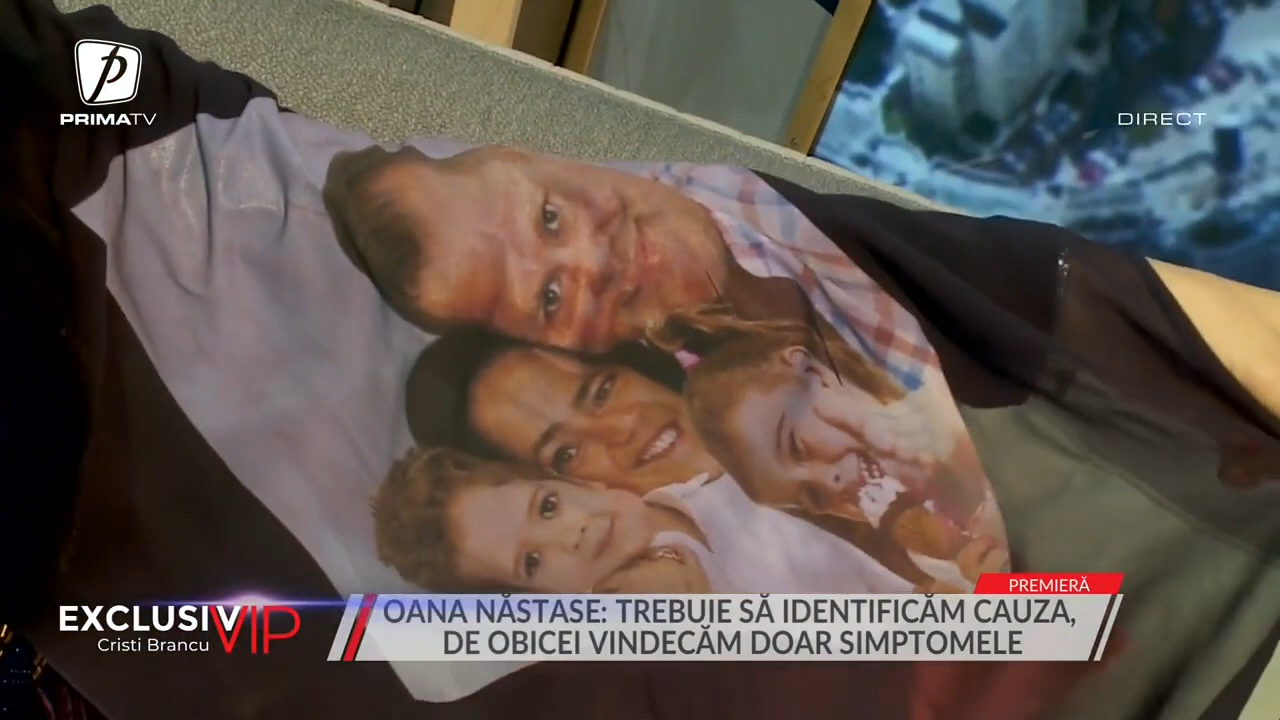 PRIMATV
DIRECT
PREMIERĂ
EXCLUSIV VIP
Cristi Brancu
OANA NĂSTASE: TREBUIE SĂ IDENTIFICĂM CAUZA,
DE OBICEI VINDECĂM DOAR SIMPTOMELE